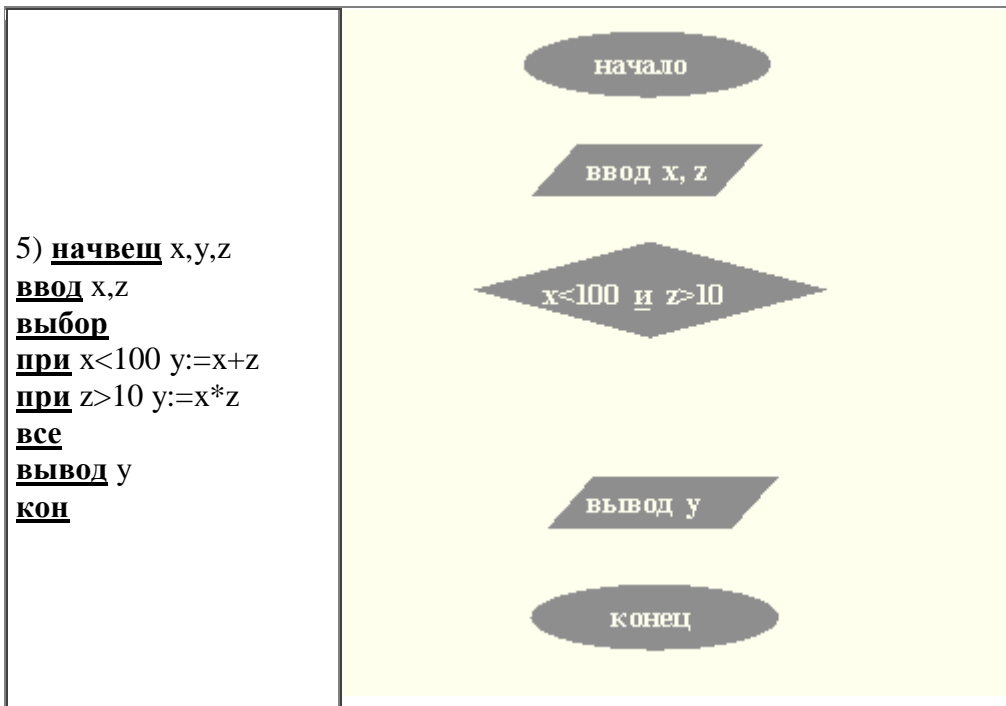 5) начвещ x,y,z
ввод x,z
выбор
при x<100 y:=x+z
при z>10 y:=x*z
все
вывод y
кон
начало
ввод x, z
x<100 и z>10
вывод y
конец